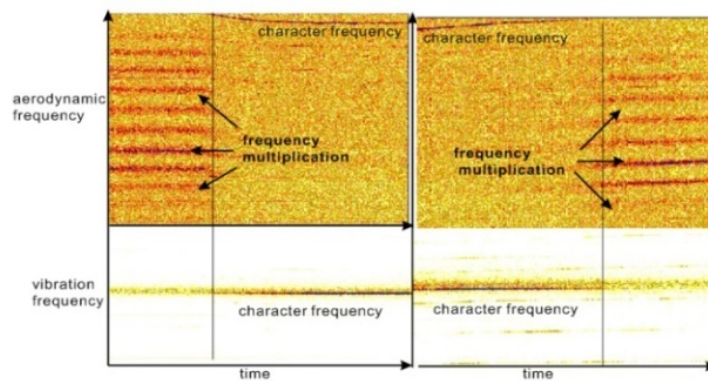 character frequency
character frequency
aerodynamic
frequency
frequency
multiplication
frequency
multiplication
vibration
frequency
character frequency
character frequency
time
time